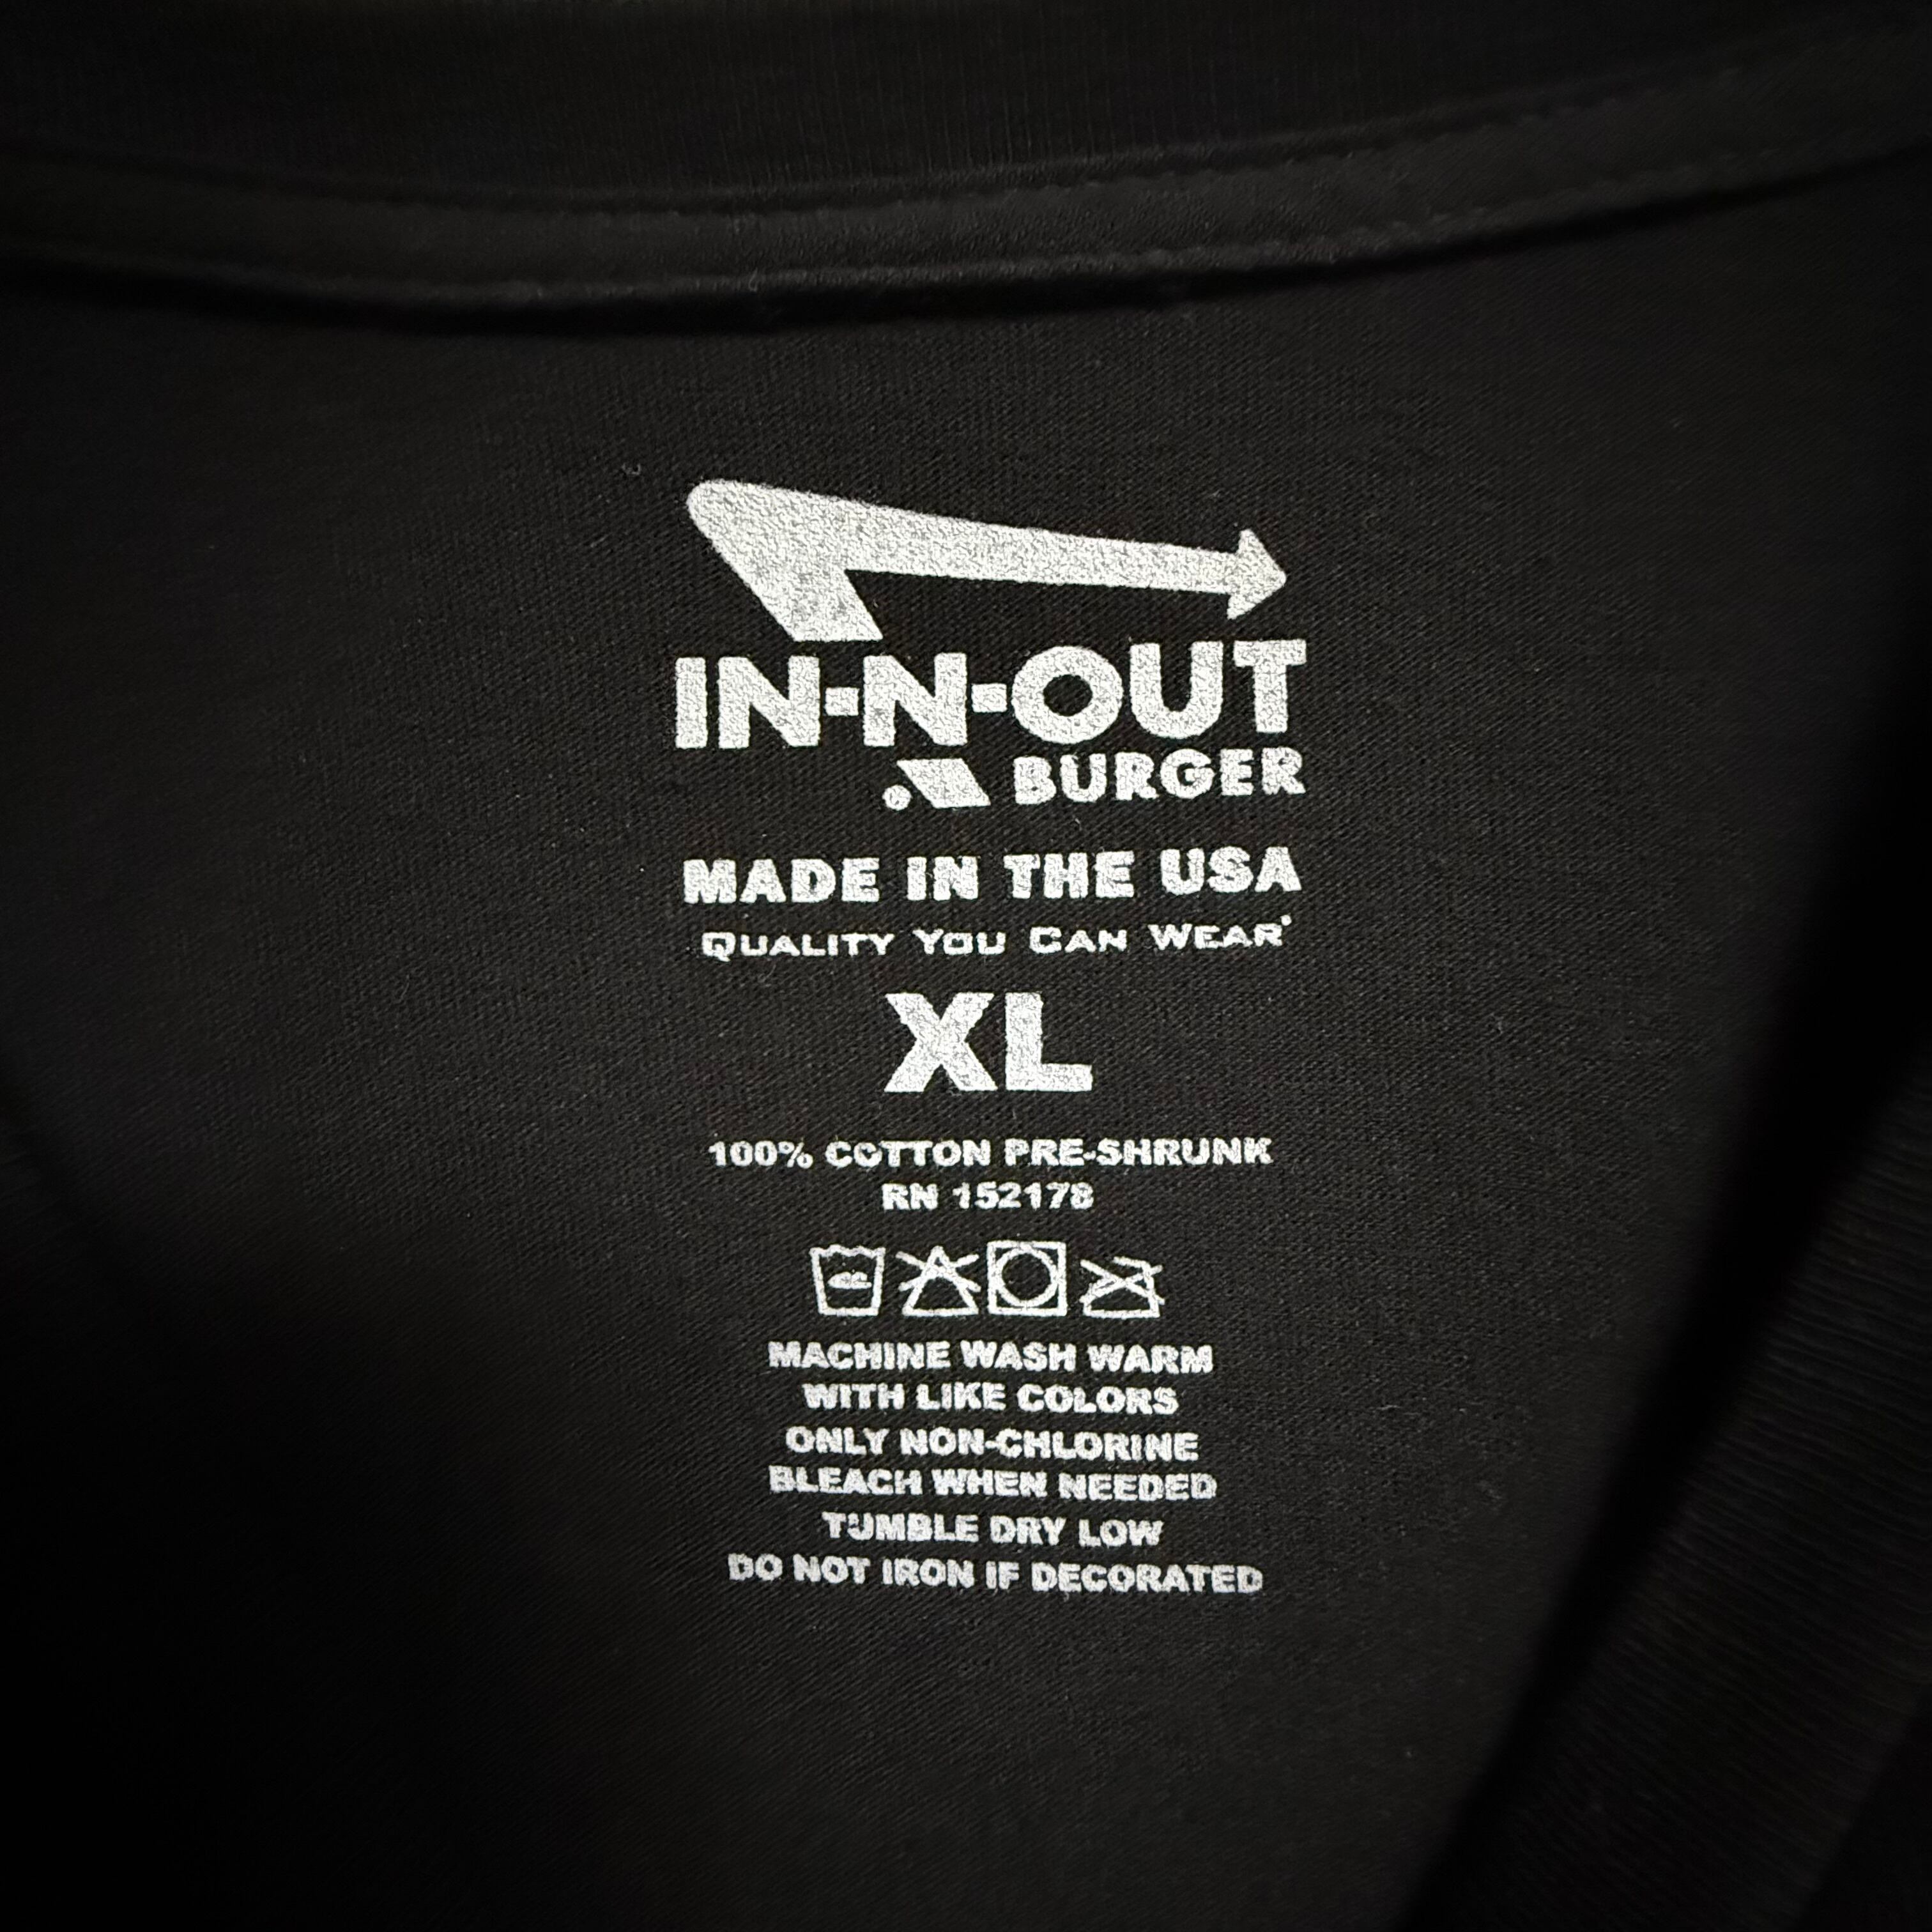 IN-N-OUT
BURGER
MADE IN THE USA
QUALITY YOU CAN WEAR
XL
100% COTTON PRE-SHRUNK
RN 152178
MACHINE WASH WARM
WITH LIKE COLORS
ONLY NON-CHLORINE
BLEACH WHEN NEEDED
TUMBLE DRY LOW
DO NOT IRON IF DECORATED